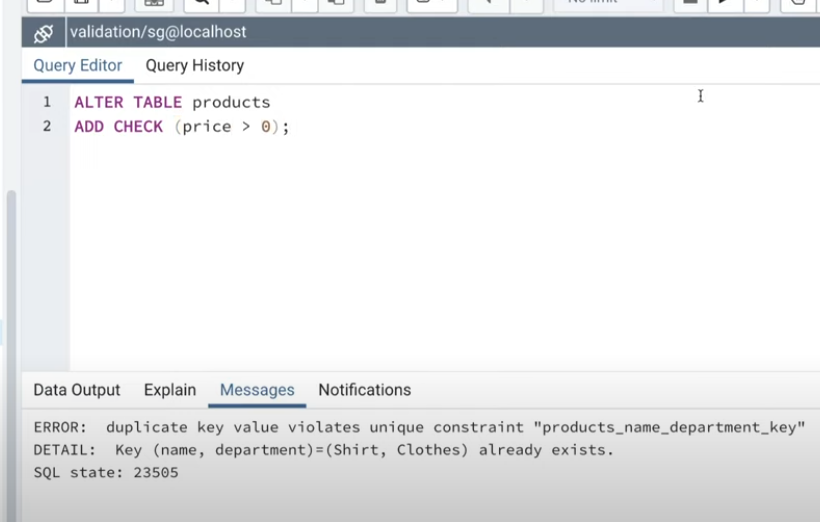 No limit
validation/sg@localhost
Query Editor Query History
1 ALTER TABLE products
2 ADD CHECK (price > 0);
Data Output Explain Messages Notifications
ERROR:  duplicate key value violates unique constraint "products_name_department_key"
DETAIL:  Key (name, department)=(Shirt, Clothes) already exists.
SQL state: 23505